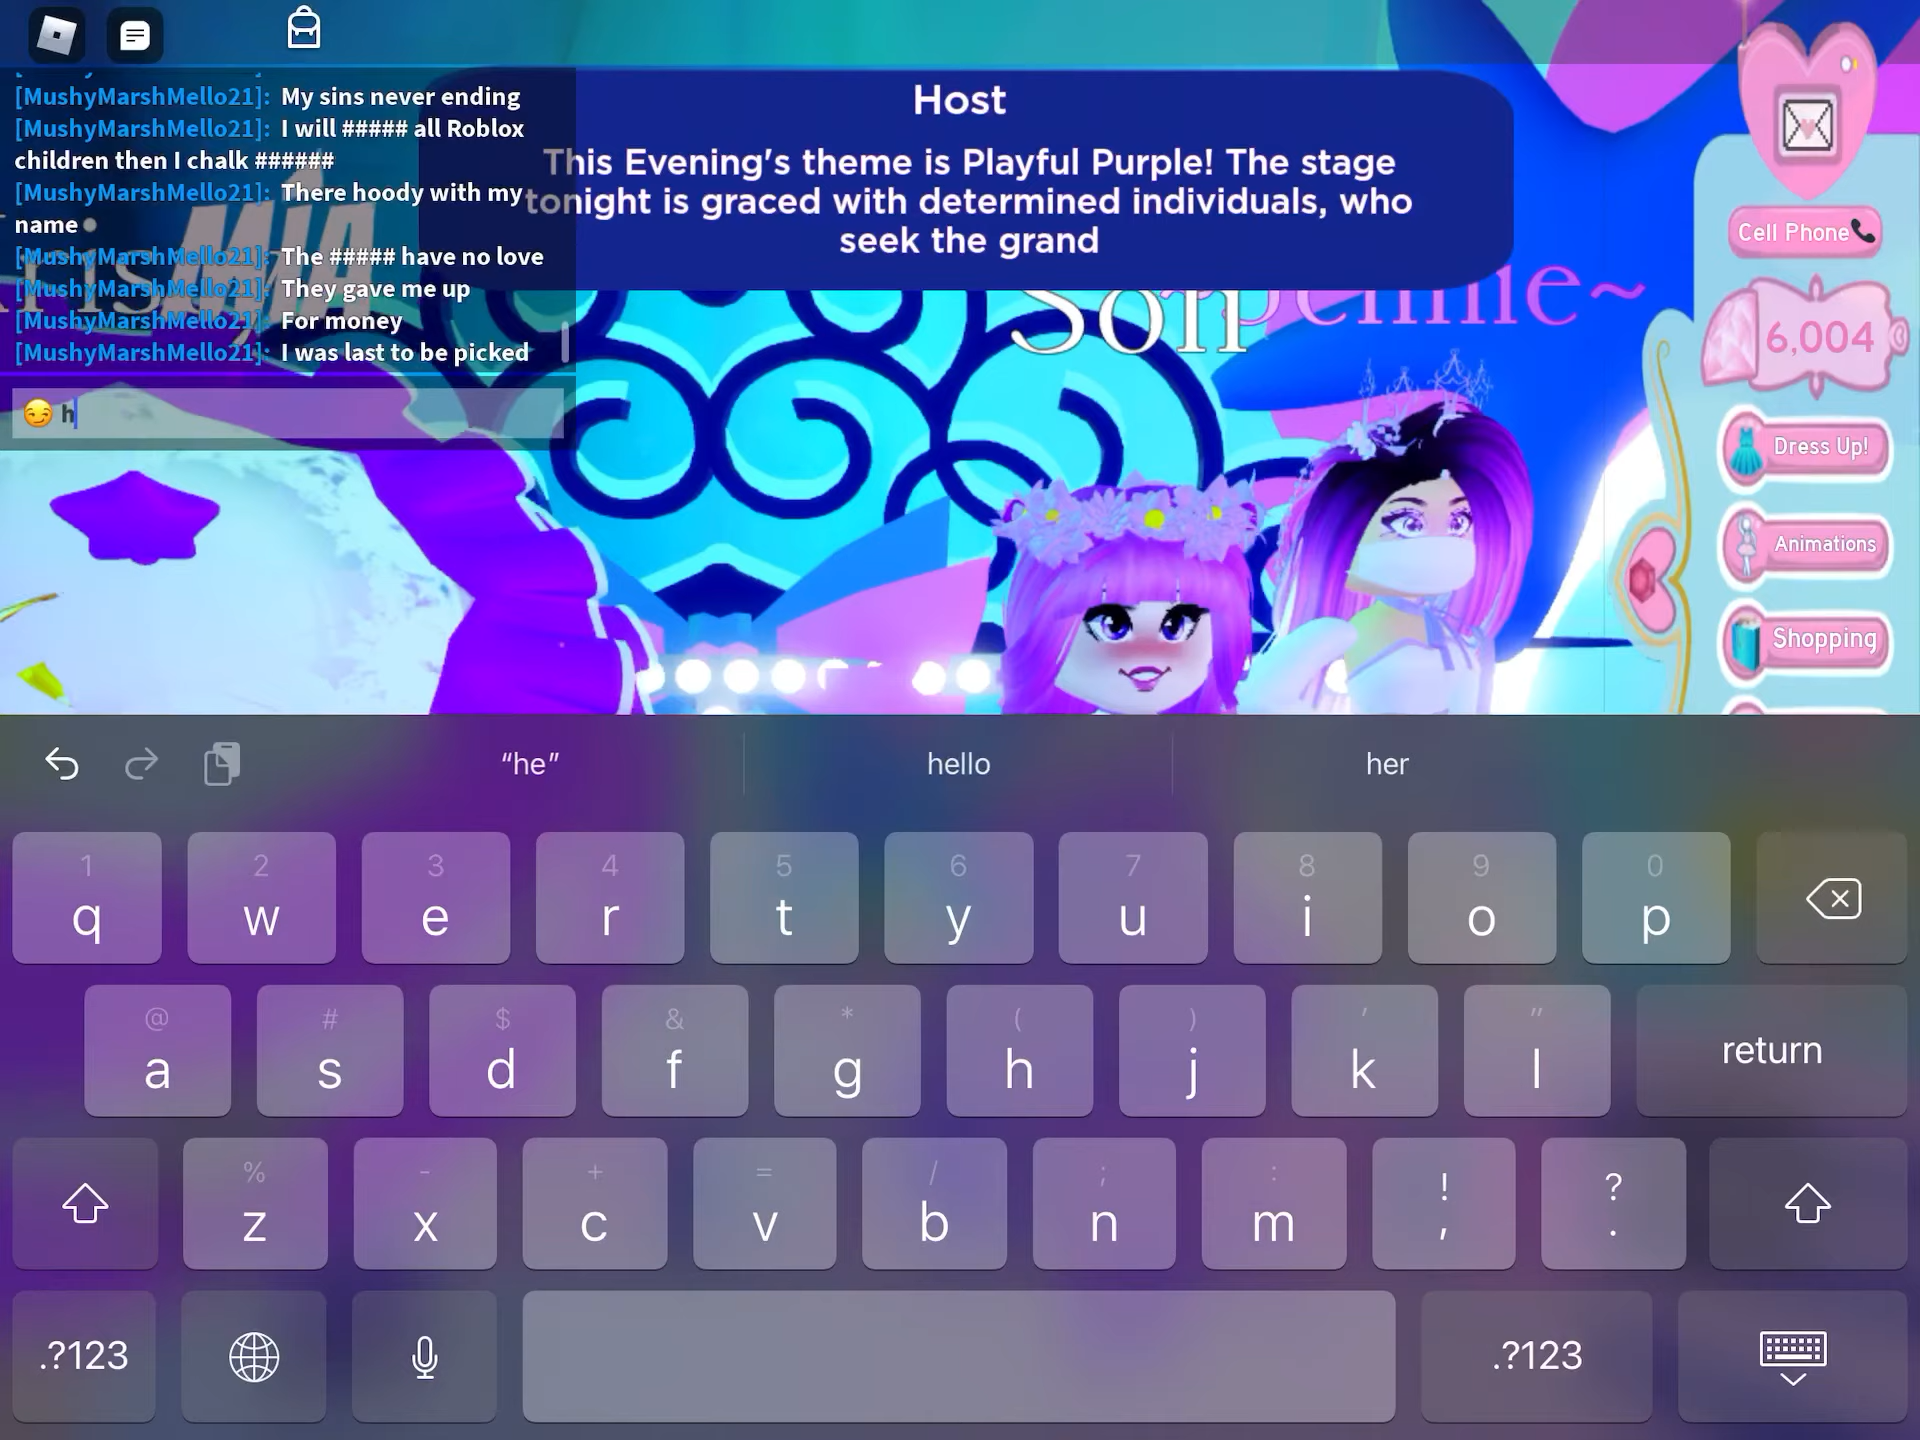 [MushyMarshMello21]: My sins never ending
[MushyMarshMello21]: I will ##### all Roblox
children then I chalk ######
[MushyMarshMello21]: There hoody with my
name
[MushyMarshMello21]: The ##### have no love
[MushyMarshMello21]: They gave me up
[MushyMarshMello21]: For money
[MushyMarshMello21]: I was last to be picked
😏 h
Host
This Evening's theme is Playful Purple! The stage
tonight is graced with determined individuals, who
seek the grand
Son
Cell Phone
6,004
Dress Up!
Animations
Shopping
“he” hello her
1 2 3 4 5 6 7 8 9 0
q w e r t y u i o p
@ # $ & * ( ) ' "
a s d f g h j k l return
% - + = / ; : ! ?
z x c v b n m , .
.?123 .?123